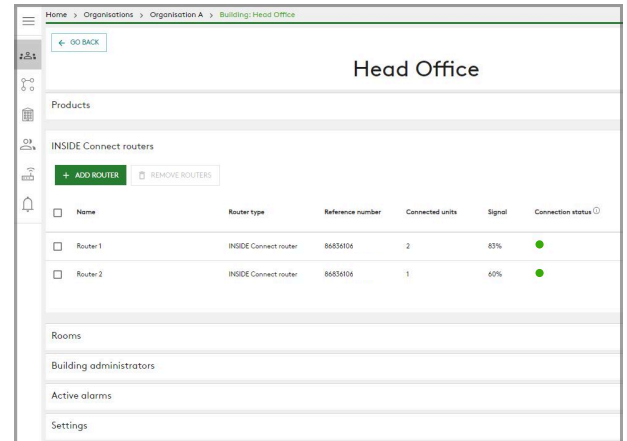 Home > Organisations > Organisation A > Building: Head Office
← GO BACK
Head Office
Products
INSIDE Connect routers
+ ADD ROUTER REMOVE ROUTERS
Name Router type Reference number Connected units Signal Connection status
Router 1 INSIDE Connect router 86836106 2 83%
Router 2 INSIDE Connect router 86836106 1 60%
Rooms
Building administrators
Active alarms
Settings